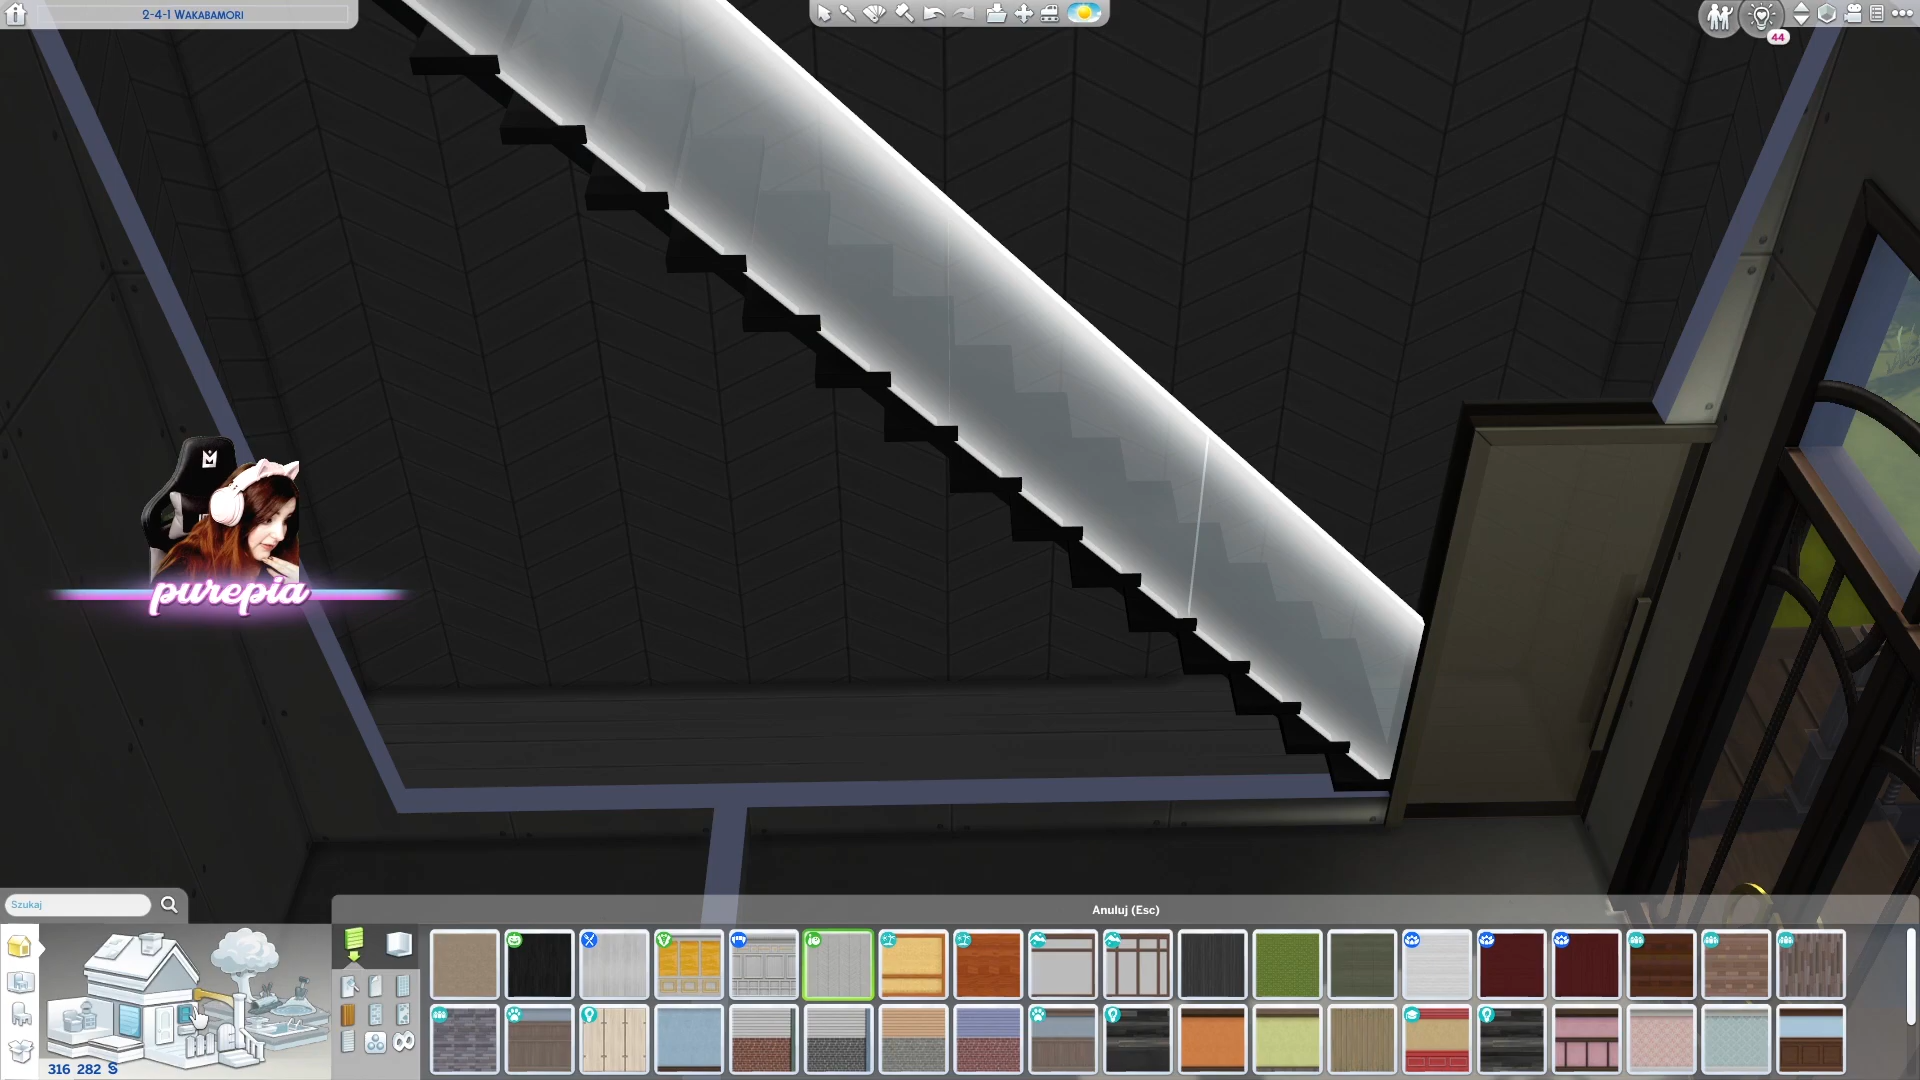 2-4-1 WAKABAMORI
44
purepia
Anuluj (Esc)
Szukaj
316 282 §